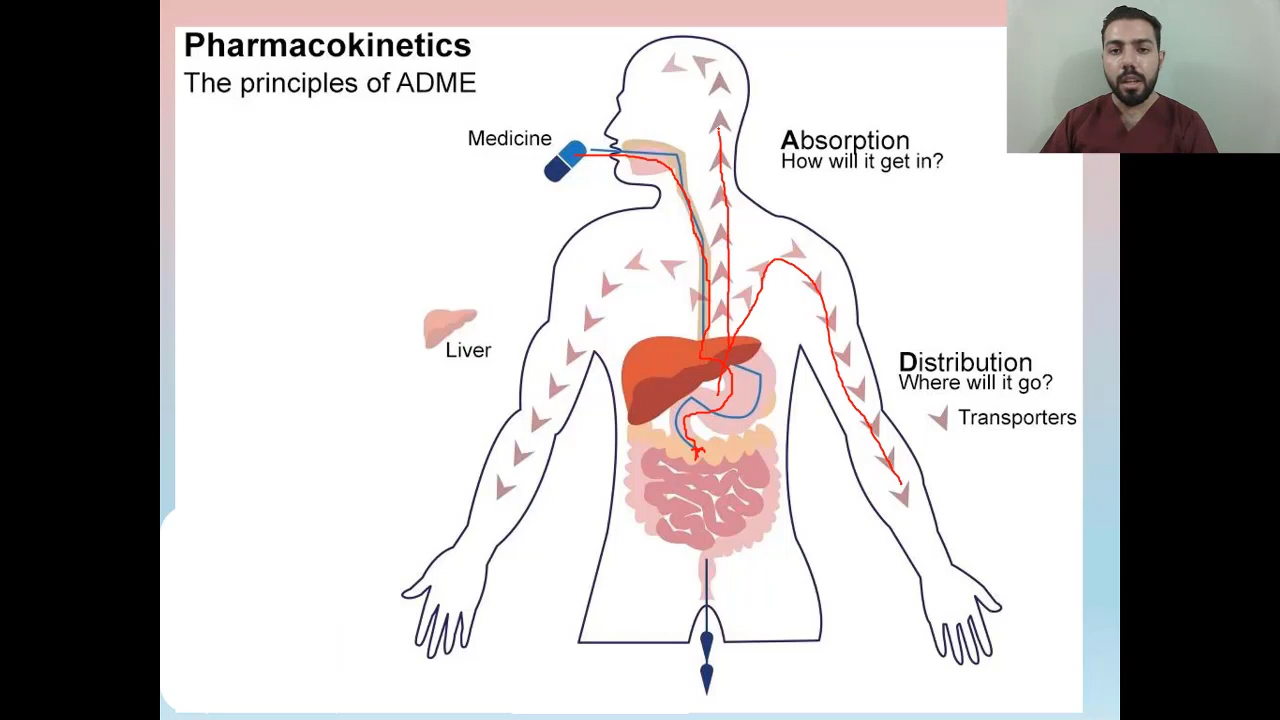 Pharmacokinetics
The principles of ADME
Medicine
Absorption
How will it get in?
Liver
Distribution
Where will it go?
Transporters